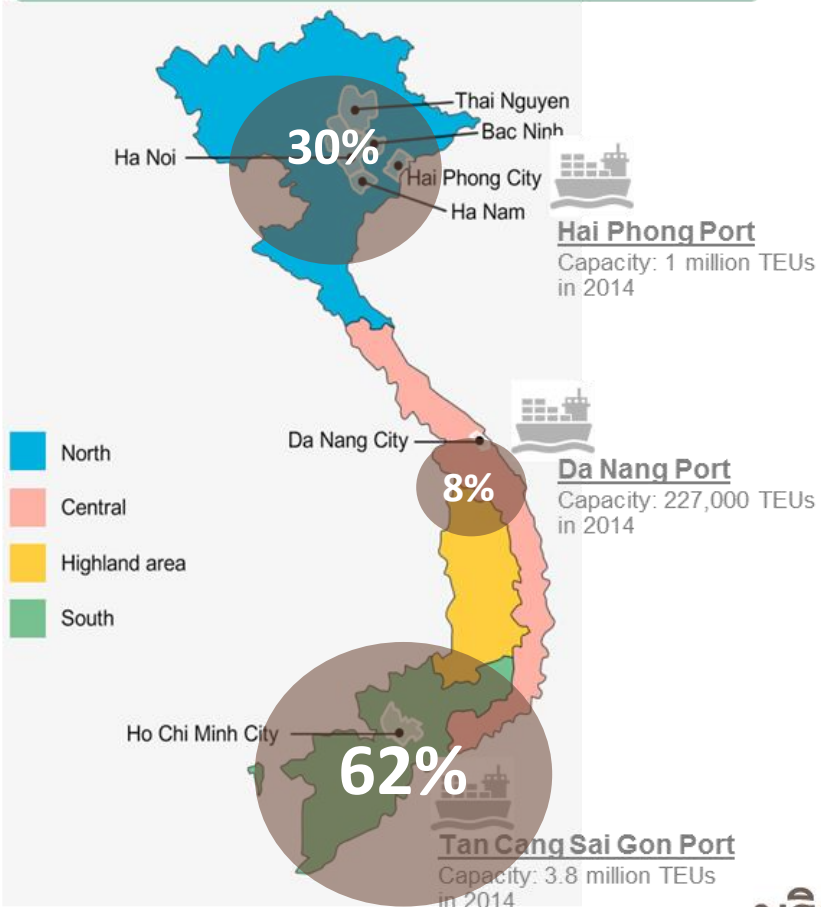 Thai Nguyen
Bac Ninh
30%
Ha Noi
Hai Phong City
Ha Nam
Hai Phong Port
Capacity: 1 million TEUs
in 2014
Da Nang City
North
Da Nang Port
8%
Capacity: 227,000 TEUs
in 2014
Central
Highland area
South
Ho Chi Minh City
62%
Tan Cang Sai Gon Port
Capacity: 3.8 million TEUs
in 2014